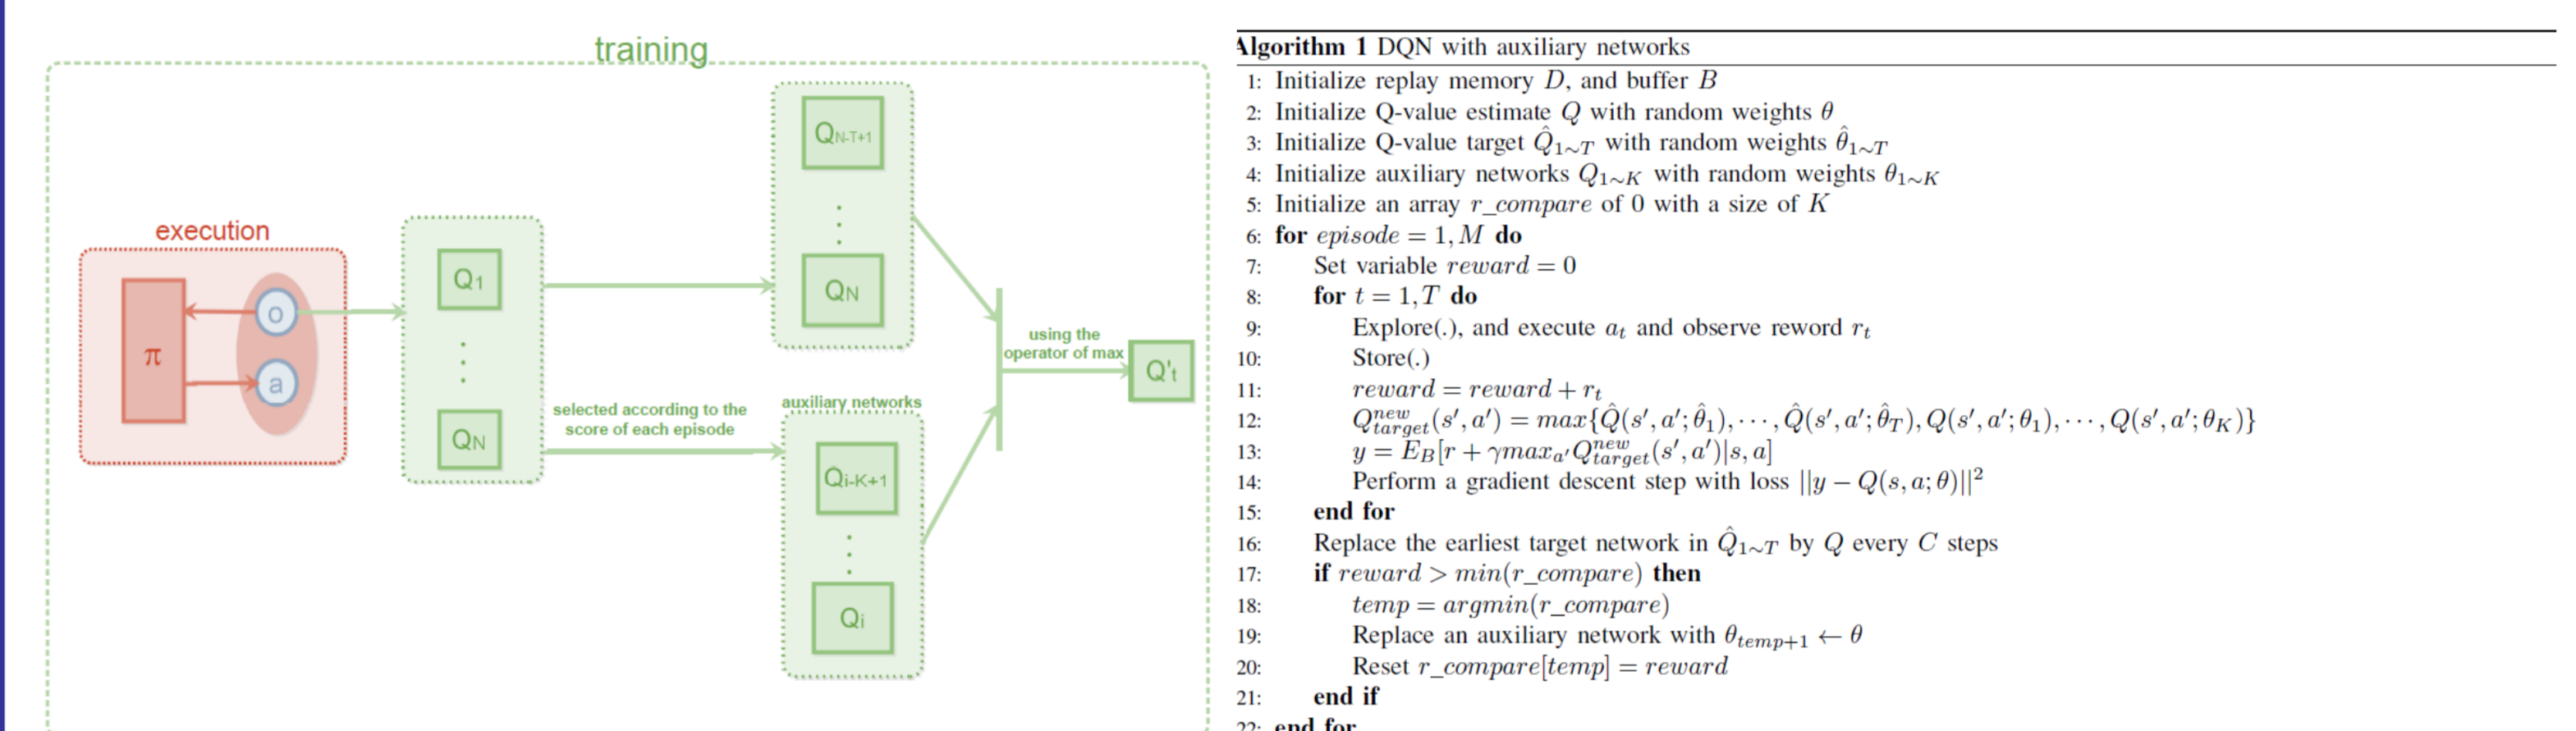 training
execution
π
o
a
Q1
QN
selected according to the
score of each episode
QN-T+1
QN
auxiliary networks
Qi-K+1
Qi
using the
operator of max
Q't
Algorithm 1 DQN with auxiliary networks
1: Initialize replay memory D, and buffer B
2: Initialize Q-value estimate Q with random weights θ
3: Initialize Q-value target Q̂1∼T with random weights θ̂1∼T
4: Initialize auxiliary networks Q1∼K with random weights θ1∼K
5: Initialize an array r_compare of 0 with a size of K
6: for episode = 1, M do
7: Set variable reward = 0
8: for t = 1, T do
9: Explore(.), and execute at and observe reword rt
10: Store(.)
11: reward = reward + rt
12: Q^new_target(s′, a′) = max{Q̂(s′, a′; θ̂1), · · · , Q̂(s′, a′; θ̂T), Q(s′, a′; θ1), · · · , Q(s′, a′; θK)}
13: y = EB[r + γmaxa′Q^new_target(s′, a′)|s, a]
14: Perform a gradient descent step with loss ||y − Q(s, a; θ)||²
15: end for
16: Replace the earliest target network in Q̂1∼T by Q every C steps
17: if reward > min(r_compare) then
18: temp = argmin(r_compare)
19: Replace an auxiliary network with θtemp+1 ← θ
20: Reset r_compare[temp] = reward
21: end if
22: end for